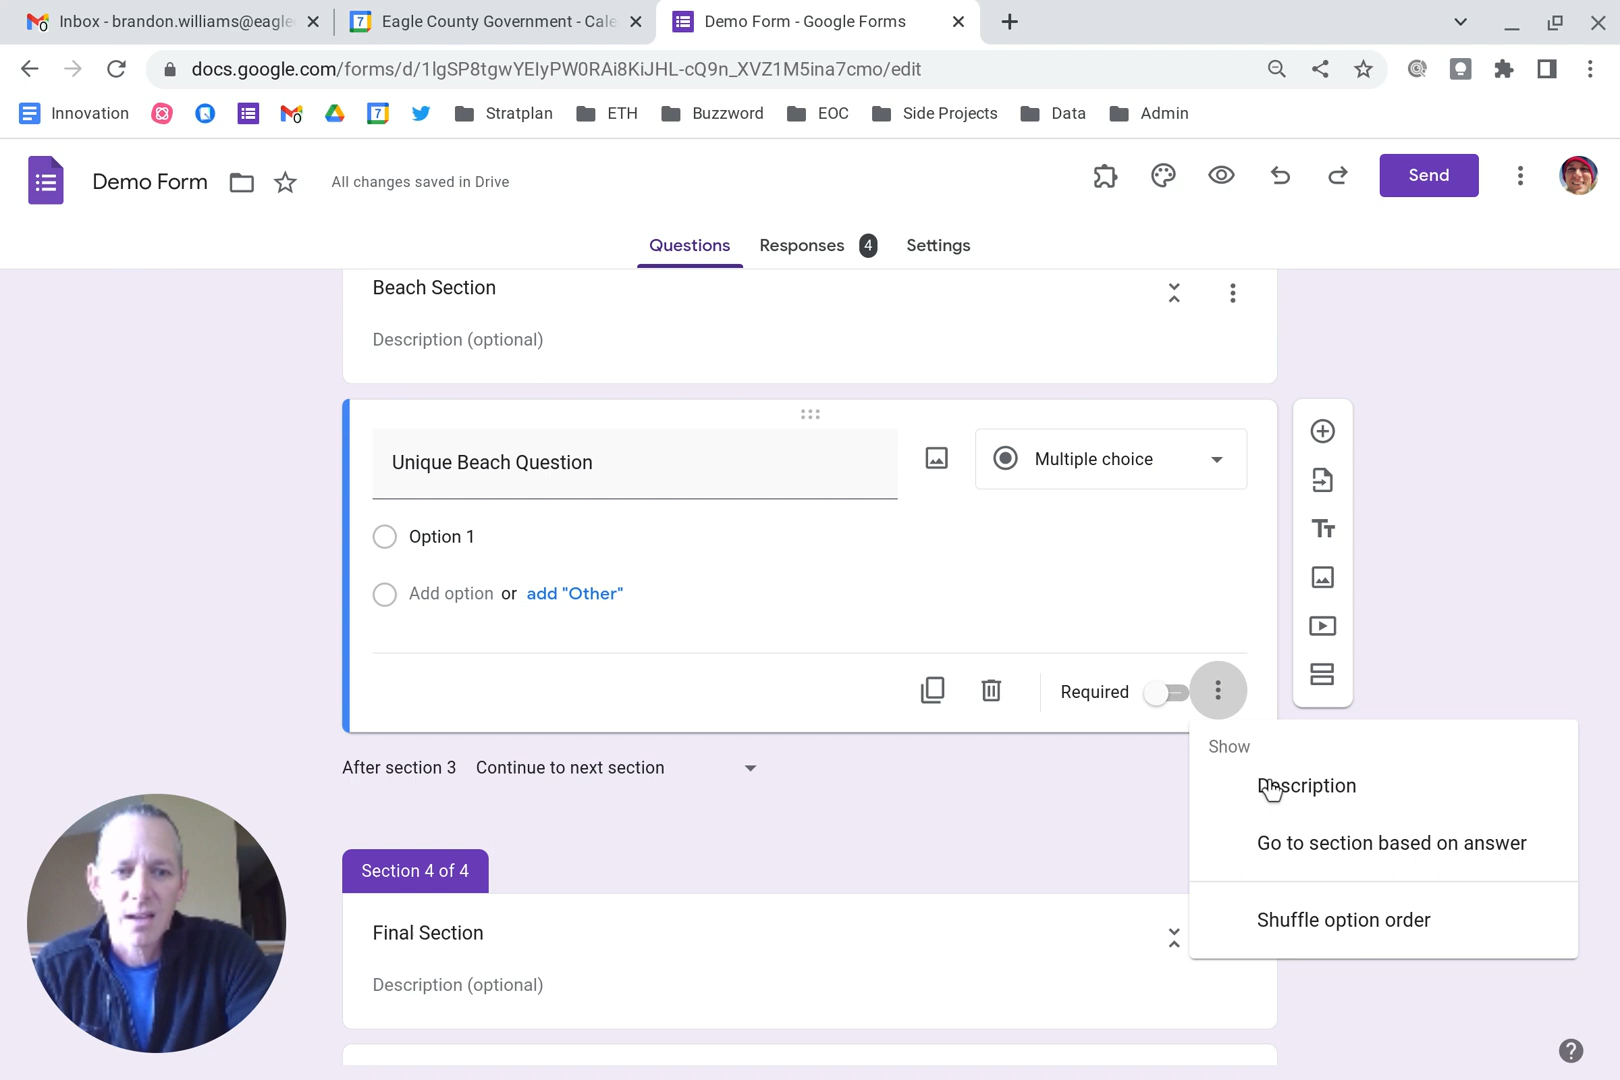 Inbox - brandon.williams@eagle
Eagle County Government - Cale
Demo Form - Google Forms
docs.google.com/forms/d/1lgSP8tgwYEIyPW0RAi8KiJHL-cQ9n_XVZ1M5ina7cmo/edit
Innovation
Stratplan
ETH
Buzzword
EOC
Side Projects
Data
Admin
Demo Form
All changes saved in Drive
Send
Questions
Responses 4
Settings
Beach Section
Description (optional)
Unique Beach Question
Multiple choice
Option 1
Add option or add "Other"
Required
Show
Description
Go to section based on answer
Shuffle option order
After section 3 Continue to next section
Section 4 of 4
Final Section
Description (optional)